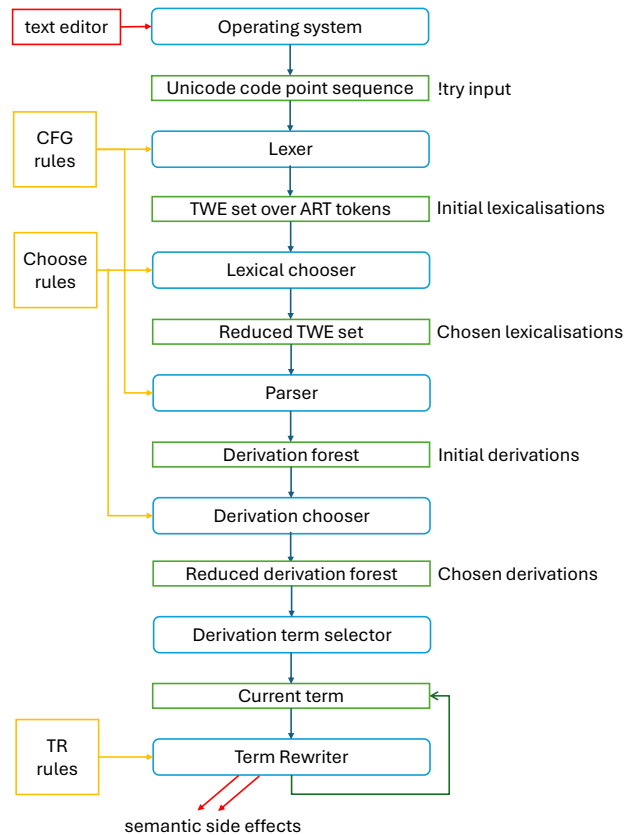 text editor
Operating system
Unicode code point sequence
!try input
CFG
rules
Lexer
TWE set over ART tokens
Initial lexicalisations
Choose
rules
Lexical chooser
Reduced TWE set
Chosen lexicalisations
Parser
Derivation forest
Initial derivations
Derivation chooser
Reduced derivation forest
Chosen derivations
Derivation term selector
Current term
TR
rules
Term Rewriter
semantic side effects